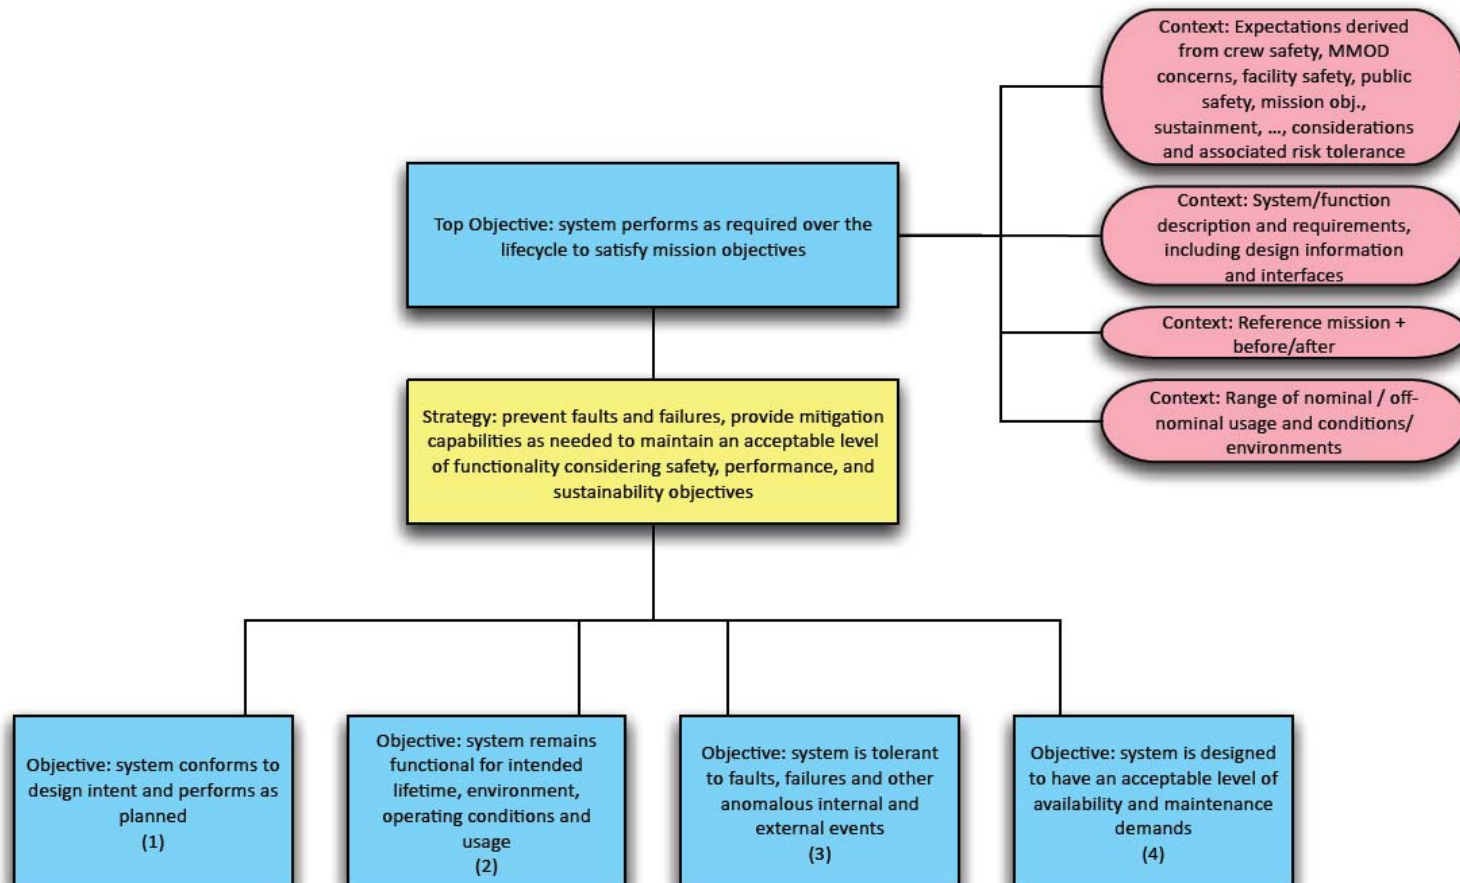 Context: Expectations derived
from crew safety, MMOD
concerns, facility safety, public
safety, mission obj.,
sustainment, ..., considerations
and associated risk tolerance
Top Objective: system performs as required over the
lifecycle to satisfy mission objectives
Context: System/function
description and requirements,
including design information
and interfaces
Context: Reference mission +
before/after
Context: Range of nominal / off-
nominal usage and conditions/
environments
Strategy: prevent faults and failures, provide mitigation
capabilities as needed to maintain an acceptable level
of functionality considering safety, performance, and
sustainability objectives
Objective: system conforms to
design intent and performs as
planned
(1)
Objective: system remains
functional for intended
lifetime, environment,
operating conditions and
usage
(2)
Objective: system is tolerant
to faults, failures and other
anomalous internal and
external events
(3)
Objective: system is designed
to have an acceptable level of
availability and maintenance
demands
(4)